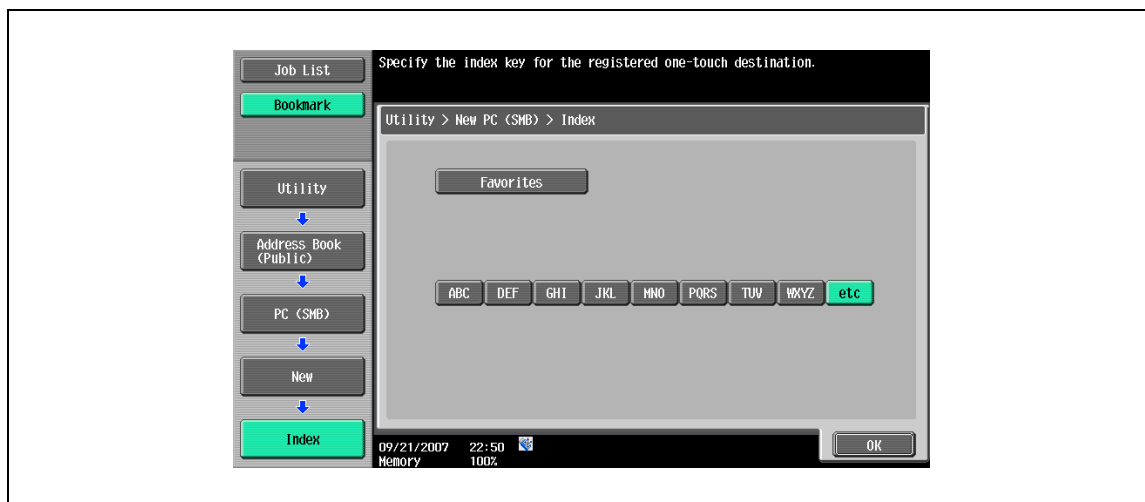 Job List
Bookmark
Utility
Address Book
(Public)
PC (SMB)
New
Index
Specify the index key for the registered one-touch destination.
Utility > New PC (SMB) > Index
Favorites
ABC DEF GHI JKL MNO PQRS TUV WXYZ etc
09/21/2007 22:50
Memory 100%
OK